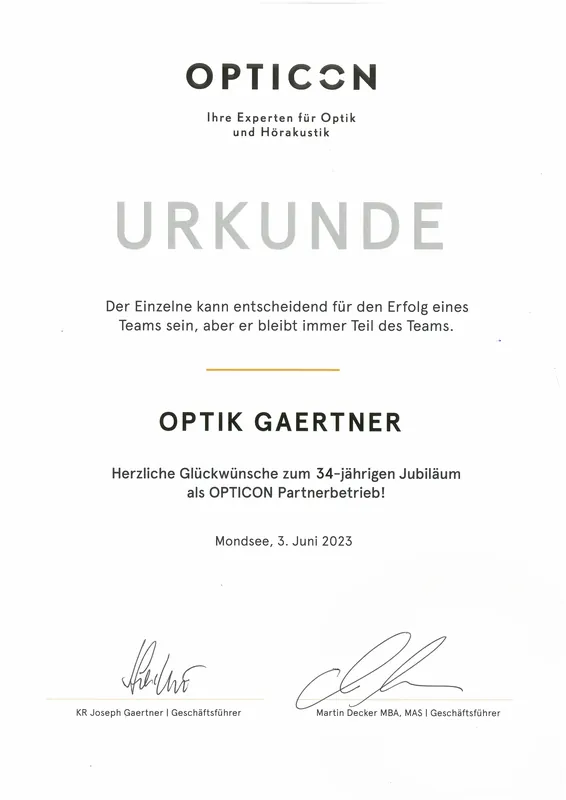 OPTICON
Ihre Experten für Optik
und Hörakustik
URKUNDE
Der Einzelne kann entscheidend für den Erfolg eines
Teams sein, aber er bleibt immer Teil des Teams.
OPTIK GAERTNER
Herzliche Glückwünsche zum 34-jährigen Jubiläum
als OPTICON Partnerbetrieb!
Mondsee, 3. Juni 2023
KR Joseph Gaertner | Geschäftsführer
Martin Decker MBA, MAS | Geschäftsführer